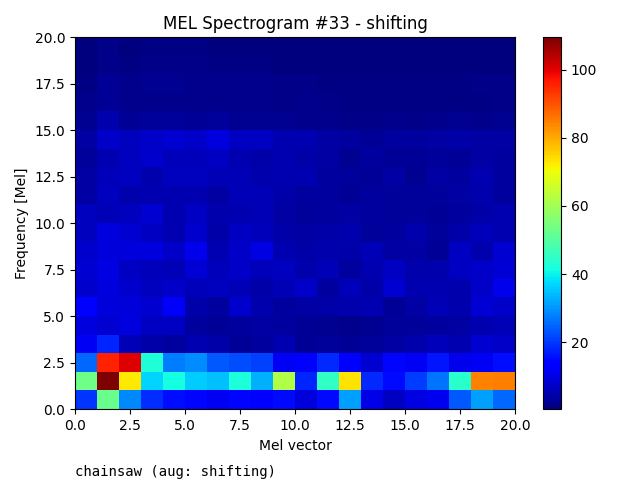 MEL Spectrogram #33 - shifting
20.0
17.5
15.0
12.5
10.0
7.5
5.0
2.5
0.0
Frequency [Mel]
0.0 2.5 5.0 7.5 10.0 12.5 15.0 17.5 20.0
Mel vector
100
80
60
40
20
chainsaw (aug: shifting)